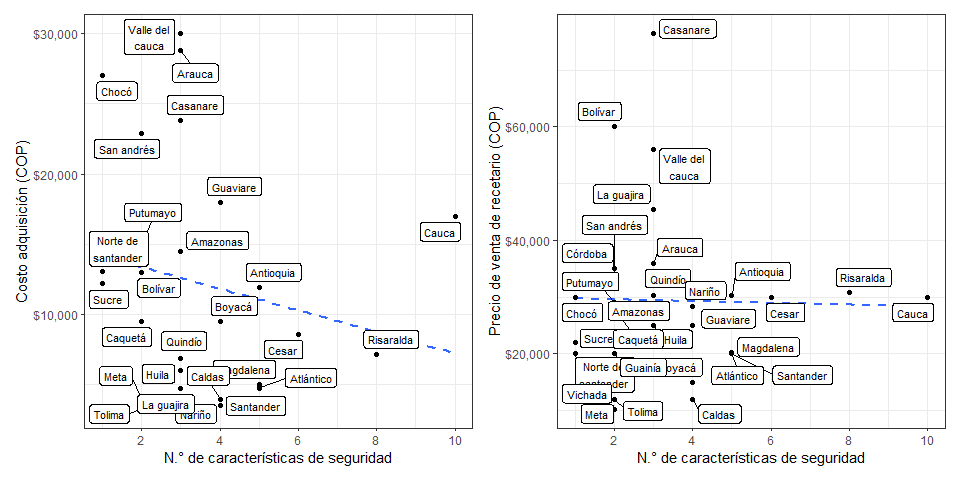 Costo adquisición (COP)
$30,000
$20,000
$10,000
Valle del
cauca
Arauca
Chocó
Casanare
San andrés
Guaviare
Putumayo
Cauca
Norte de
santander
Amazonas
Antioquia
Bolívar
Sucre
Boyacá
Caquetá
Quindío
Cesar
Risaralda
Meta
Huila
Caldas
Atlántico
La guajira
Santander
Tolima
Nariño
2
4
6
8
10
N.° de características de seguridad
Precio de venta de recetario (COP)
$60,000
$40,000
$20,000
Casanare
Bolívar
Valle del
cauca
La guajira
San andrés
Córdoba
Arauca
Antioquia
Putumayo
Quindío
Nariño
Risaralda
Chocó
Amazonas
Guaviare
Cesar
Cauca
Sucre
Caquetá
Huila
Magdalena
Norte de
santander
Guainía
Atlántico
Santander
Vichada
Meta
Tolima
Caldas
2
4
6
8
10
N.° de características de seguridad